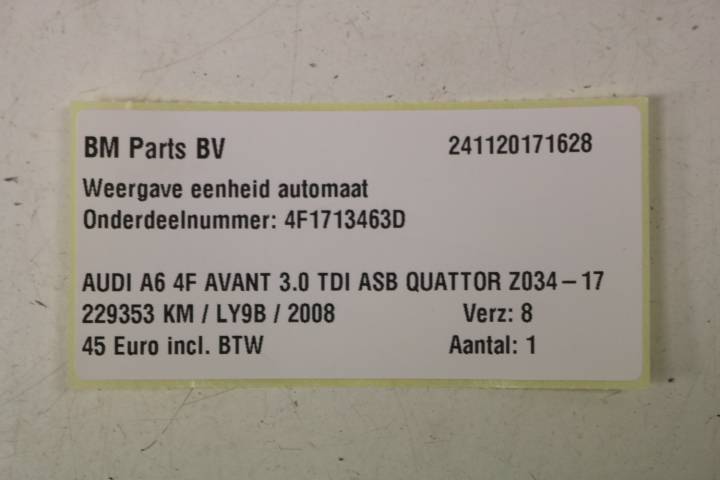 BM Parts BV 241120171628
Weergave eenheid automaat
Onderdeelnummer: 4F1713463D
AUDI A6 4F AVANT 3.0 TDI ASB QUATTOR Z034-17
229353 KM / LY9B / 2008 Verz: 8
45 Euro incl. BTW Aantal: 1